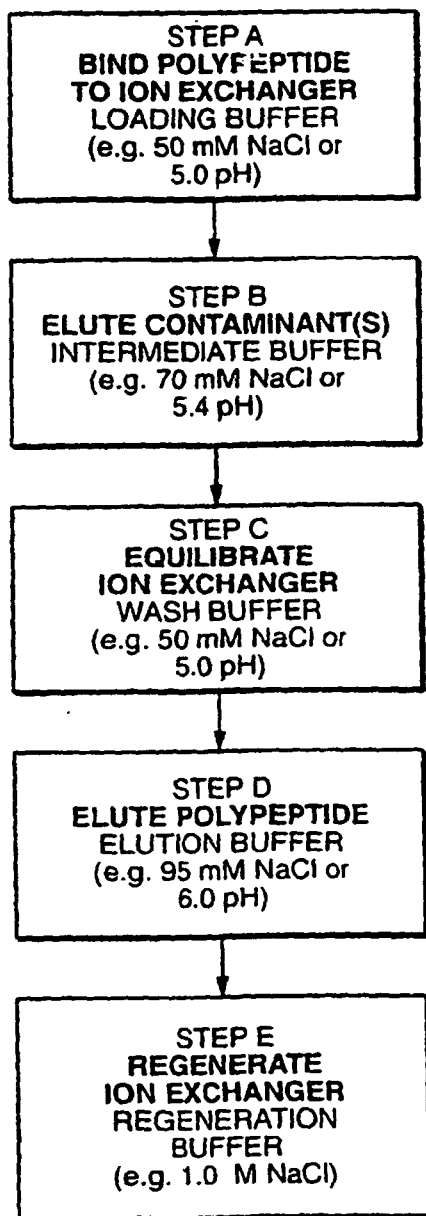 STEP A
BIND POLYPEPTIDE
TO ION EXCHANGER
LOADING BUFFER
(e.g. 50 mM NaCl or
5.0 pH)
STEP B
ELUTE CONTAMINANT(S)
INTERMEDIATE BUFFER
(e.g. 70 mM NaCl or
5.4 pH)
STEP C
EQUILIBRATE
ION EXCHANGER
WASH BUFFER
(e.g. 50 mM NaCl or
5.0 pH)
STEP D
ELUTE POLYPEPTIDE
ELUTION BUFFER
(e.g. 95 mM NaCl or
6.0 pH)
STEP E
REGENERATE
ION EXCHANGER
REGENERATION
BUFFER
(e.g. 1.0 M NaCl)